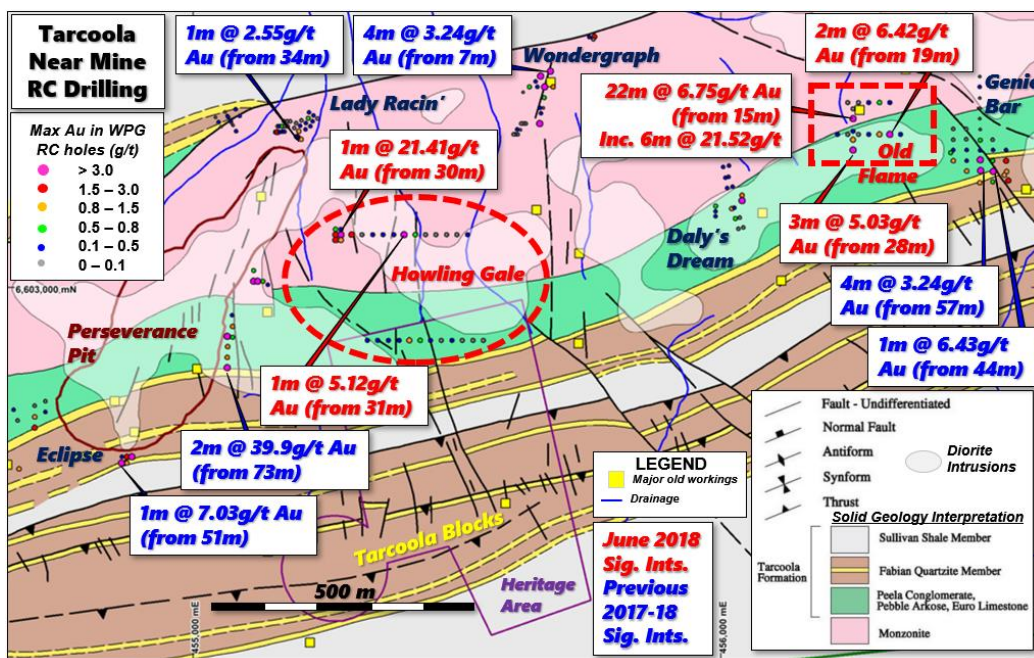 Tarcoola
Near Mine
RC Drilling
Max Au in WPG
RC holes (g/t)
> 3.0
1.5 – 3.0
0.8 – 1.5
0.5 – 0.8
0.1 – 0.5
0 – 0.1
1m @ 2.55g/t
Au (from 34m)
4m @ 3.24g/t
Au (from 7m)
Wondergraph
2m @ 6.42g/t
Au (from 19m)
Lady Racin'
22m @ 6.75g/t Au
(from 15m)
Inc. 6m @ 21.52g/t
Genie
Bar
Old
Flame
1m @ 21.41g/t
Au (from 30m)
Howling Gale
Daly's
Dream
3m @ 5.03g/t
Au (from 28m)
6,603,000 mN
Perseverance
Pit
4m @ 3.24g/t
Au (from 57m)
1m @ 6.43g/t
Au (from 44m)
1m @ 5.12g/t
Au (from 31m)
Eclipse
2m @ 39.9g/t Au
(from 73m)
1m @ 7.03g/t Au
(from 51m)
Tarcoola Blocks
Heritage
Area
500 m
455,000 mE
456,000 mE
LEGEND
Major old workings
Drainage
June 2018
Sig. Ints.
Previous
2017-18
Sig. Ints.
Fault - Undifferentiated
Normal Fault
Antiform
Synform
Thrust
Diorite
Intrusions
Solid Geology Interpretation
Tarcoola
Formation
Sullivan Shale Member
Fabian Quartzite Member
Peela Conglomerate,
Pebble Arkose, Euro Limestone
Monzonite